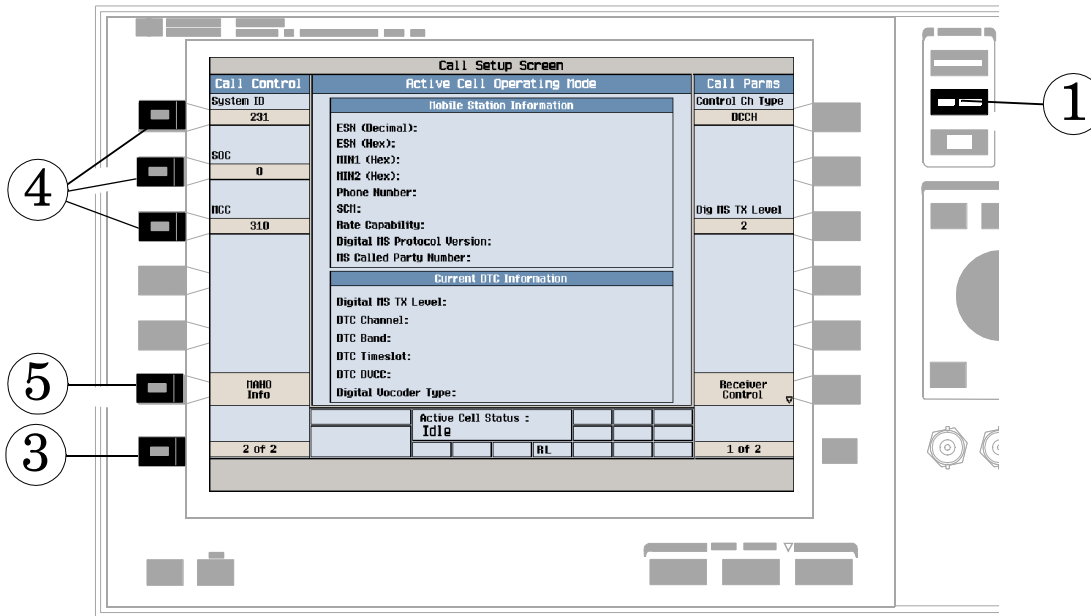 Call Setup Screen
Call Control
Active Cell Operating Mode
Call Parms
System ID
231
SOC
0
MCC
310
MAHO
Info
2 of 2
Mobile Station Information
ESN (Decimal):
ESN (Hex):
MIN1 (Hex):
MIN2 (Hex):
Phone Number:
SCM:
Rate Capability:
Digital MS Protocol Version:
MS Called Party Number:
Current DTC Information
Digital MS TX Level:
DTC Channel:
DTC Band:
DTC Timeslot:
DTC DVCC:
Digital Vocoder Type:
Active Cell Status :
Idle
RL
Control Ch Type
DCCH
Dig MS TX Level
2
Receiver
Control
1 of 2
1
4
5
3